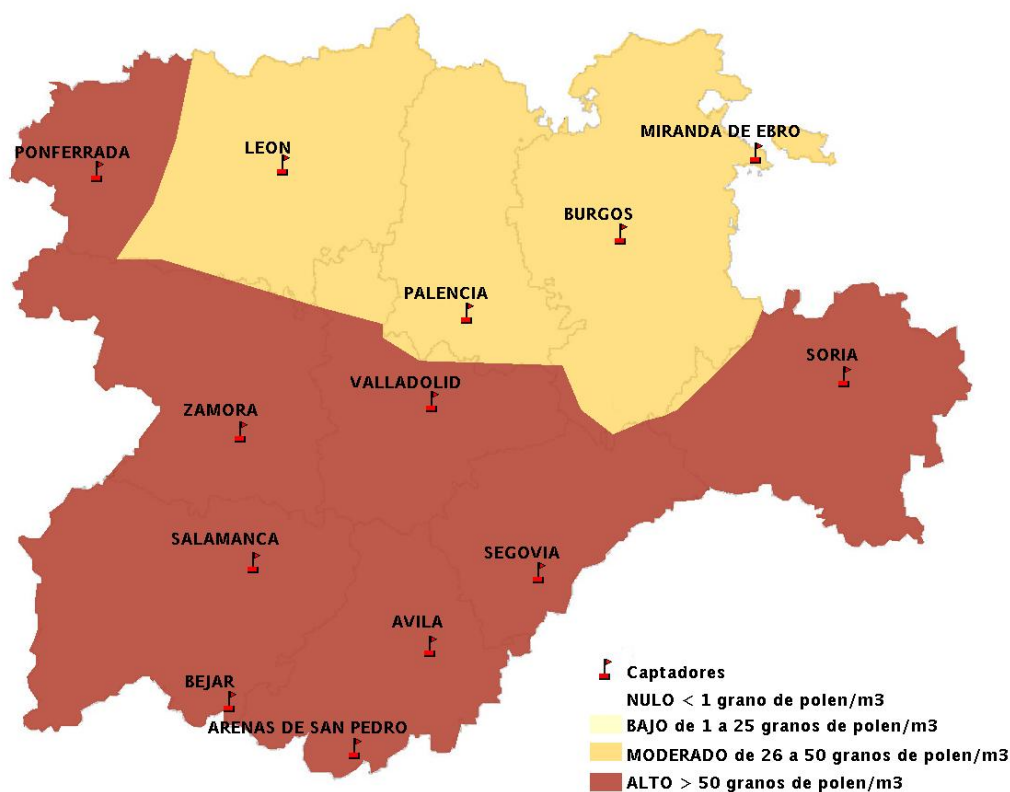 MIRANDA DE EBRO
PONFERRADA
LEON
BURGOS
PALENCIA
SORIA
VALLADOLID
ZAMORA
SALAMANCA
SEGOVIA
AVILA
BEJAR
ARENAS DE SAN PEDRO
Captadores
NULO < 1 grano de polen/m3
BAJO de 1 a 25 granos de polen/m3
MODERADO de 26 a 50 granos de polen/m3
ALTO > 50 granos de polen/m3